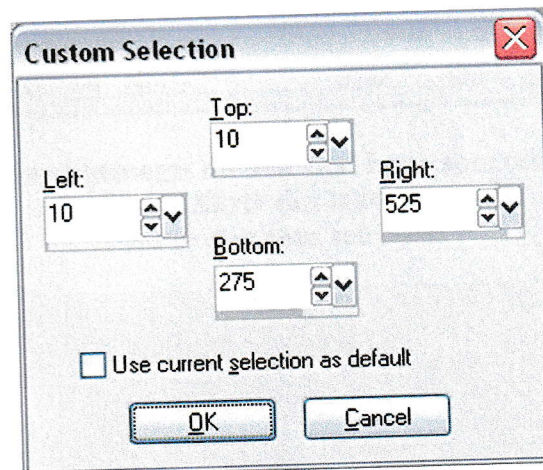 Custom Selection
Top:
10
Left:
10
Right:
525
Bottom:
275
Use current selection as default
OK
Cancel